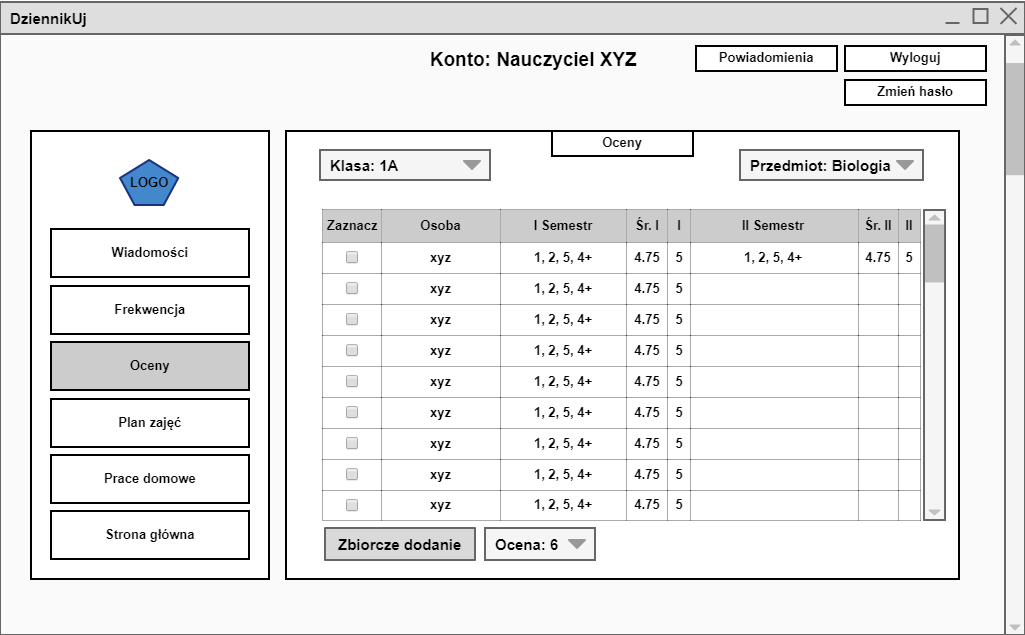 DziennikUj
Konto: Nauczyciel XYZ
Powiadomienia
Wyloguj
Zmień hasło
LOGO
Wiadomości
Frekwencja
Oceny
Plan zajęć
Prace domowe
Strona główna
Oceny
Klasa: 1A
Przedmiot: Biologia
Zaznacz Osoba I Semestr Śr. I I II Semestr Śr. II II
xyz 1, 2, 5, 4+ 4.75 5 1, 2, 5, 4+ 4.75 5
xyz 1, 2, 5, 4+ 4.75 5
xyz 1, 2, 5, 4+ 4.75 5
xyz 1, 2, 5, 4+ 4.75 5
xyz 1, 2, 5, 4+ 4.75 5
xyz 1, 2, 5, 4+ 4.75 5
xyz 1, 2, 5, 4+ 4.75 5
xyz 1, 2, 5, 4+ 4.75 5
xyz 1, 2, 5, 4+ 4.75 5
Zbiorcze dodanie
Ocena: 6